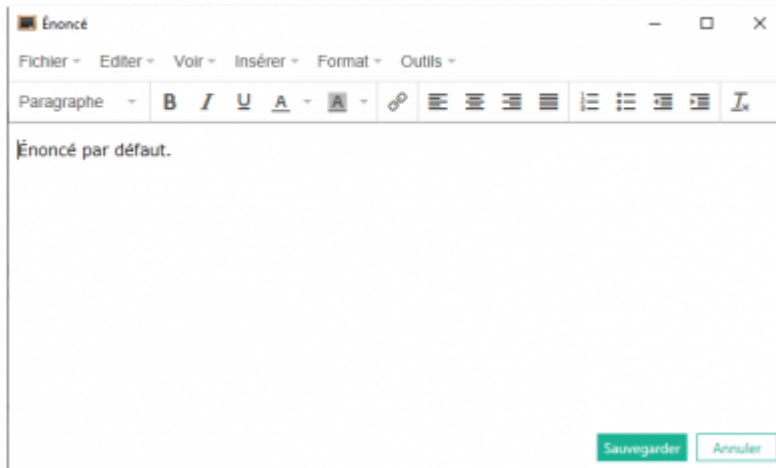 Énoncé
Fichier Editer Voir Insérer Format Outils
Paragraphe B I U A A
Énoncé par défaut.
Sauvegarder Annuler